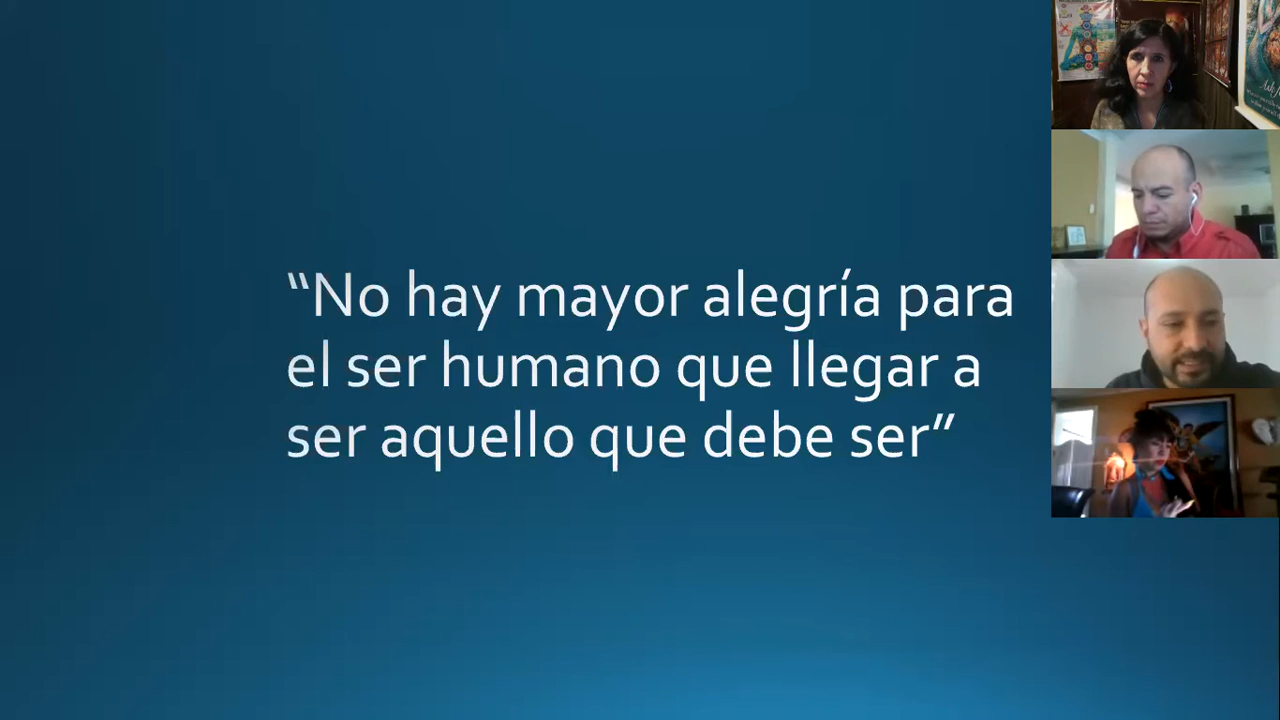 “No hay mayor alegría para
el ser humano que llegar a
ser aquello que debe ser”